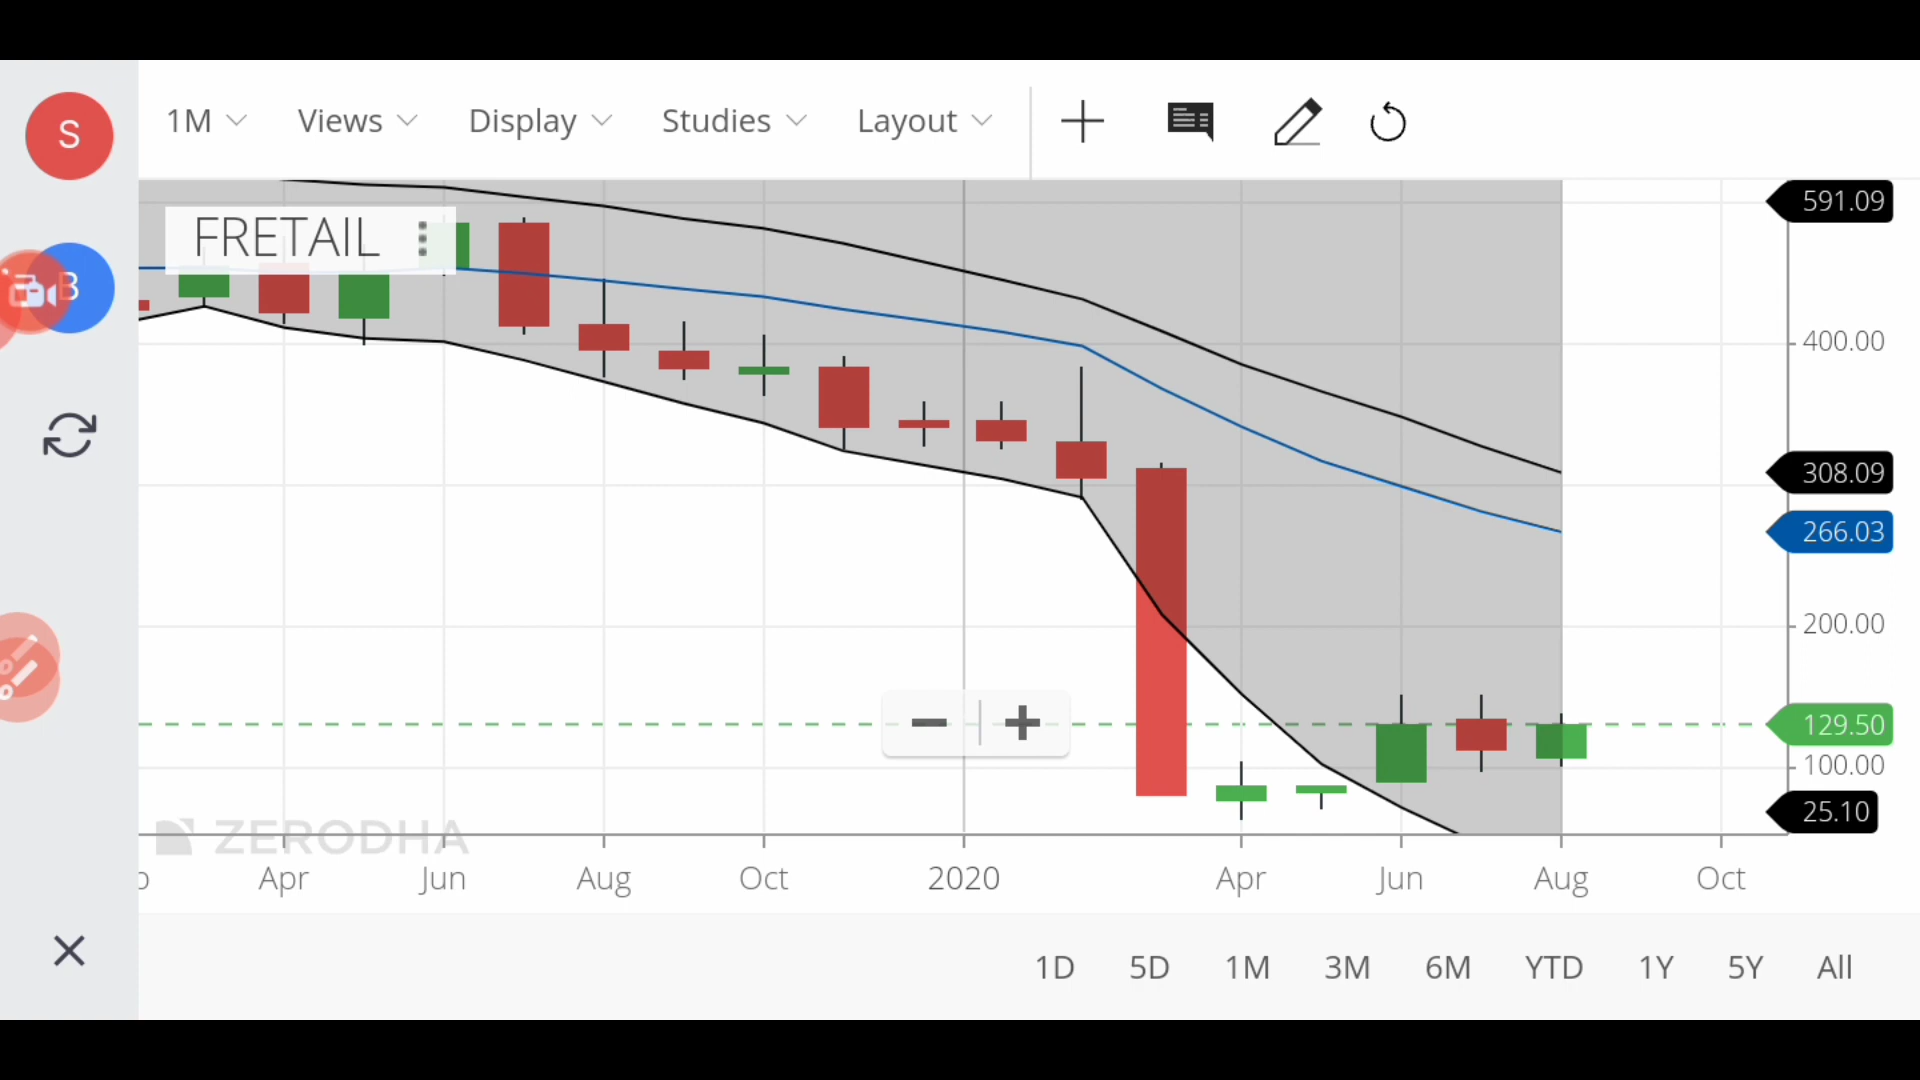 S
1M Views Display Studies Layout
B
FRETAIL
591.09
400.00
308.09
266.03
200.00
129.50
100.00
25.10
ZERODHA
Apr Jun Aug Oct 2020 Apr Jun Aug Oct
1D 5D 1M 3M 6M YTD 1Y 5Y All